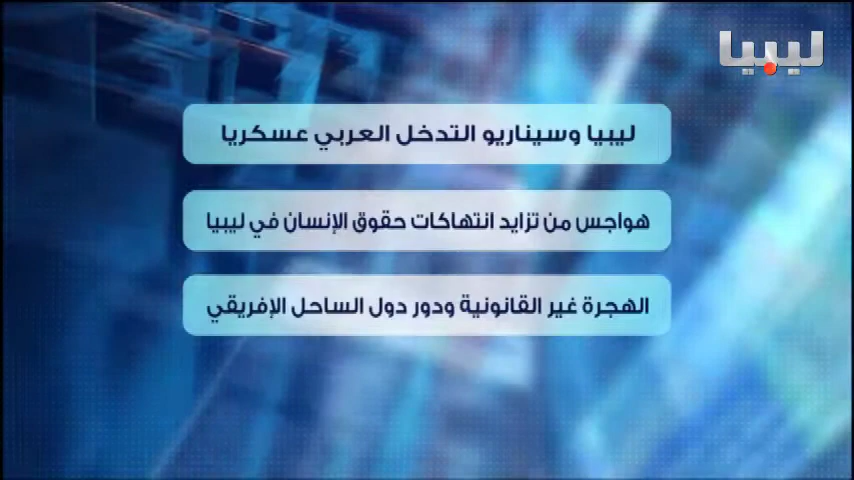 ليبيا
ليبيا وسيناريو التدخل العربي عسكريا
هواجس من تزايد انتهاكات حقوق الإنسان في ليبيا
الهجرة غير القانونية ودور دول الساحل الإفريقي